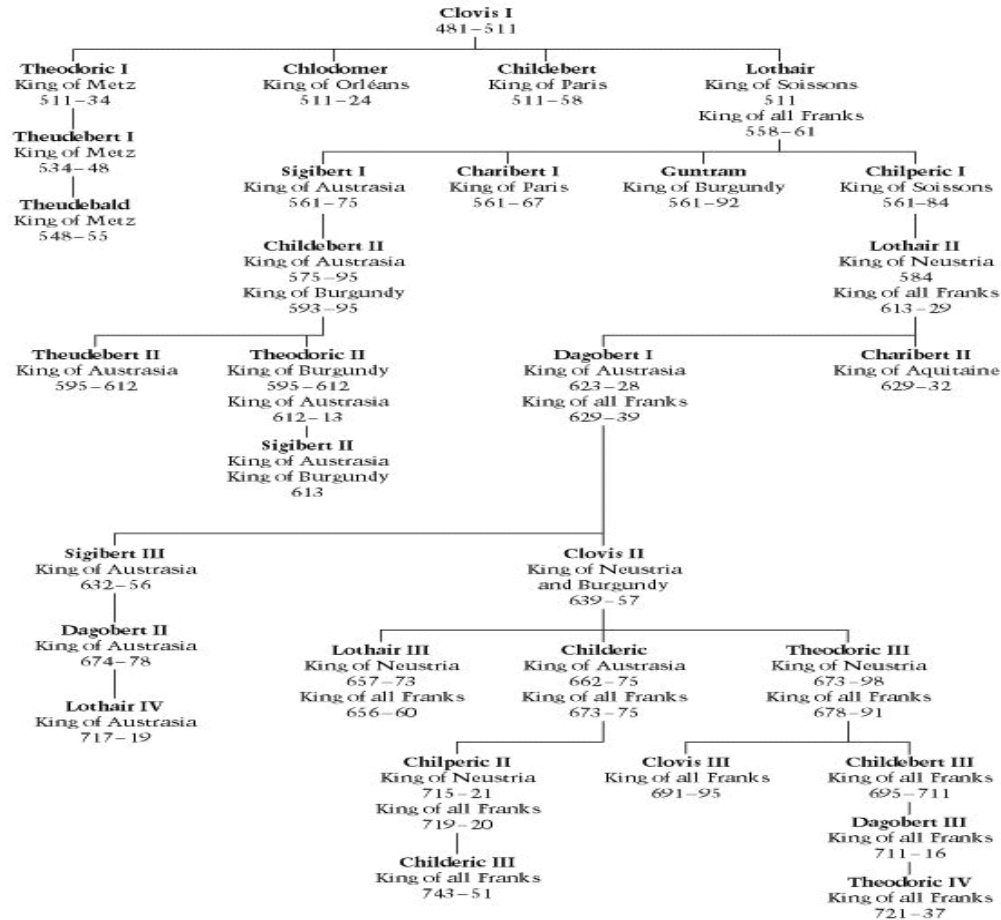 Clovis I
481–511
Theodoric I
King of Metz
511–34
Chlodomer
King of Orléans
511–24
Childebert
King of Paris
511–58
Lothair
King of Soissons
511
King of all Franks
558–61
Theudebert I
King of Metz
534–48
Theudebald
King of Metz
548–55
Sigibert I
King of Austrasia
561–75
Charibert I
King of Paris
561–67
Guntram
King of Burgundy
561–92
Chilperic I
King of Soissons
561–84
Childebert II
King of Austrasia
575–95
King of Burgundy
593–95
Lothair II
King of Neustria
584
King of all Franks
613–29
Theudebert II
King of Austrasia
595–612
Theodoric II
King of Burgundy
595–612
King of Austrasia
612–13
Dagobert I
King of Austrasia
623–28
King of all Franks
629–39
Charibert II
King of Aquitaine
629–32
Sigibert II
King of Austrasia
King of Burgundy
613
Sigibert III
King of Austrasia
632–56
Clovis II
King of Neustria
and Burgundy
639–57
Dagobert II
King of Austrasia
674–78
Lothair IV
King of Austrasia
717–19
Lothair III
King of Neustria
657–73
King of all Franks
656–60
Childeric
King of Austrasia
662–75
King of all Franks
673–75
Theodoric III
King of Neustria
673–98
King of all Franks
678–91
Chilperic II
King of Neustria
715–21
King of all Franks
719–20
Clovis III
King of all Franks
691–95
Childebert III
King of all Franks
695–711
Childeric III
King of all Franks
743–51
Dagobert III
King of all Franks
711–16
Theodoric IV
King of all Franks
721–37